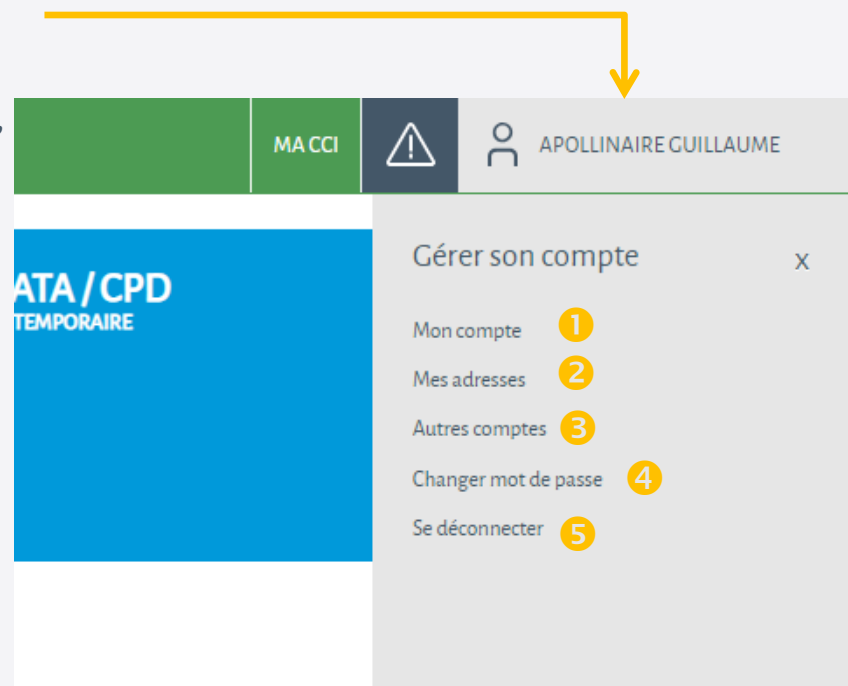 MA CCI
APOLLINAIRE GUILLAUME
ATA / CPD
TEMPORAIRE
Gérer son compte x
Mon compte 1
Mes adresses 2
Autres comptes 3
Changer mot de passe 4
Se déconnecter 5